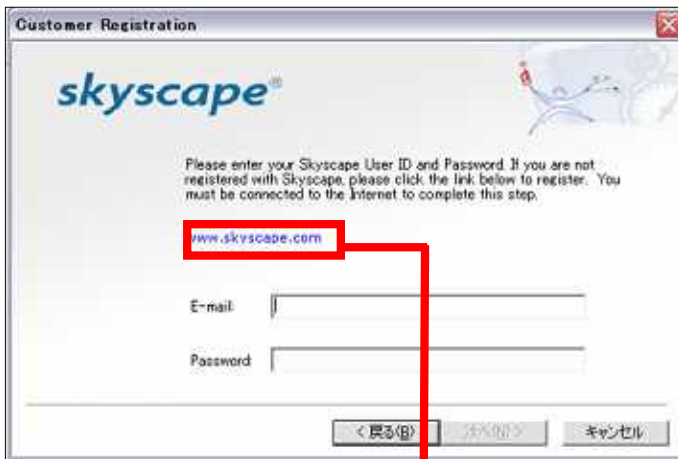 Customer Registration
skyscape®
Please enter your Skyscape User ID and Password. If you are not
registered with Skyscape, please click the link below to register. You
must be connected to the Internet to complete this step.
www.skyscape.com
E-mail:
Password:
< 戻る(B)
次へ(N) >
キャンセル